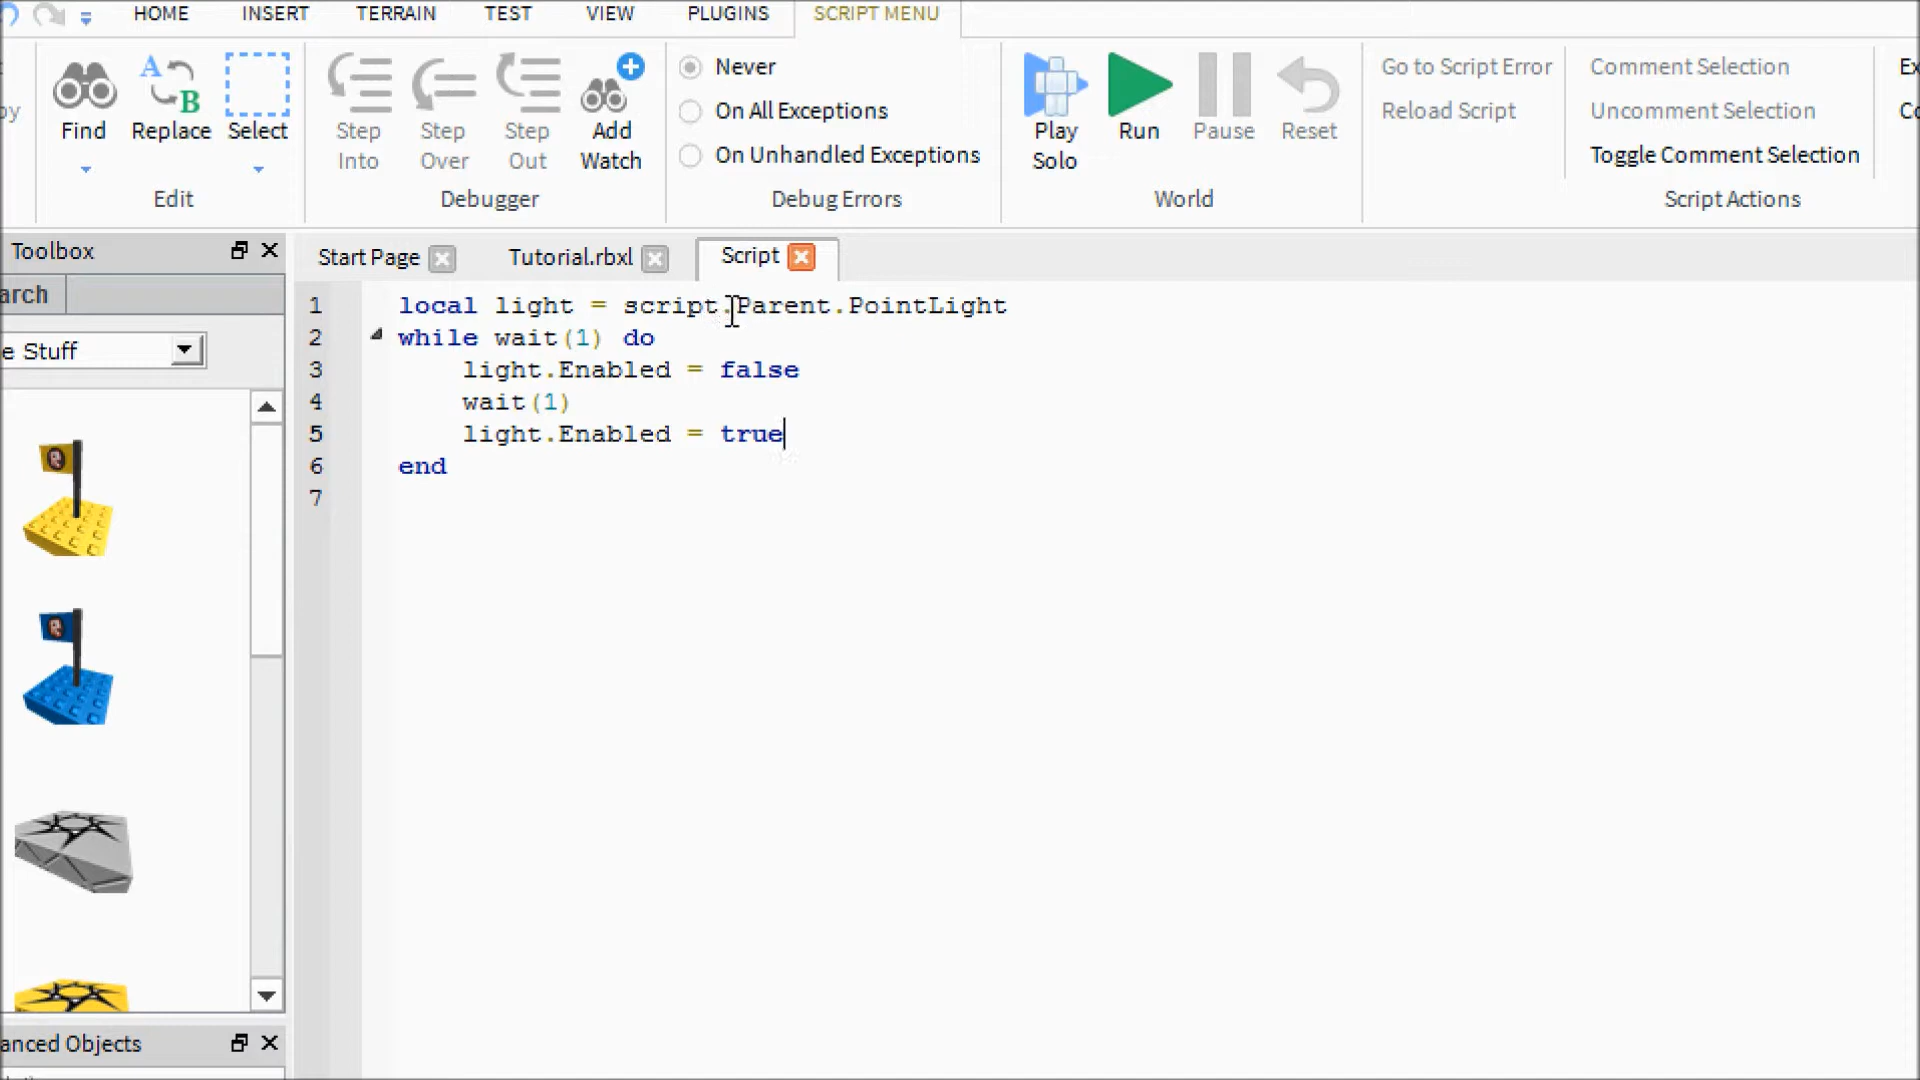 HOME INSERT TERRAIN TEST VIEW PLUGINS SCRIPT MENU
Find
Replace
Select
Edit
Step Into
Step Over
Step Out
Add Watch
Debugger
Never
On All Exceptions
On Unhandled Exceptions
Debug Errors
Play Solo
Run
Pause
Reset
World
Go to Script Error
Reload Script
Comment Selection
Uncomment Selection
Toggle Comment Selection
Script Actions
Toolbox
Start Page Tutorial.rbxl Script
1 local light = script.Parent.PointLight
2 while wait(1) do
3 light.Enabled = false
4 wait(1)
5 light.Enabled = true
6 end
7
arch
e Stuff
anced Objects